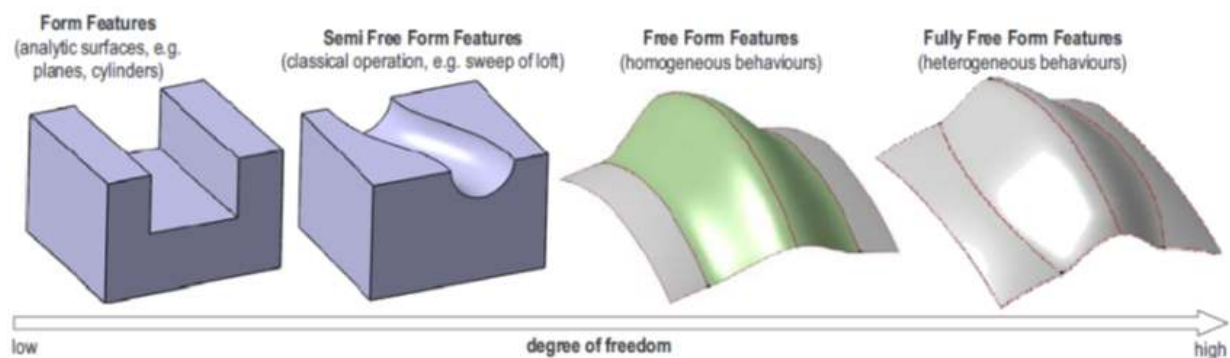 Form Features
(analytic surfaces, e.g.
planes, cylinders)
Semi Free Form Features
(classical operation, e.g. sweep of loft)
Free Form Features
(homogeneous behaviours)
Fully Free Form Features
(heterogeneous behaviours)
low
degree of freedom
high